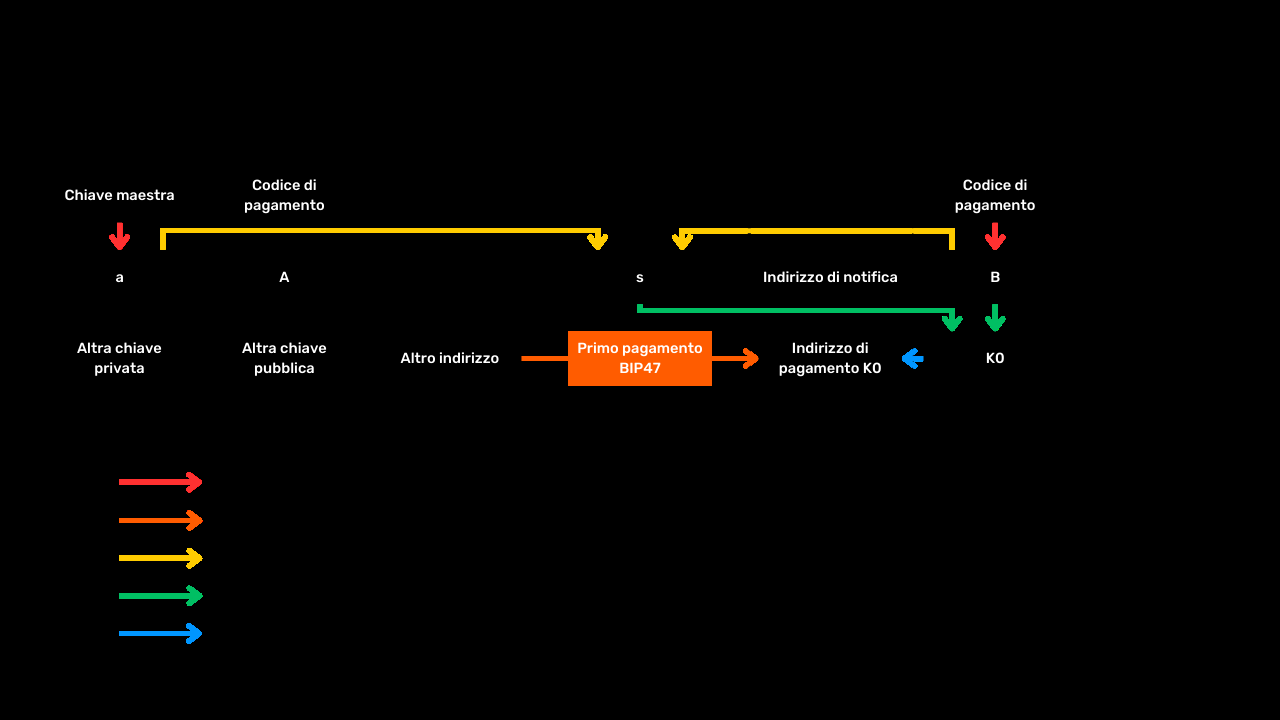 Chiave maestra
Codice di
pagamento
Codice di
pagamento
a
A
s
Indirizzo di notifica
B
Altra chiave
privata
Altra chiave
pubblica
Altro indirizzo
Primo pagamento
BIP47
Indirizzo di
pagamento K0
K0